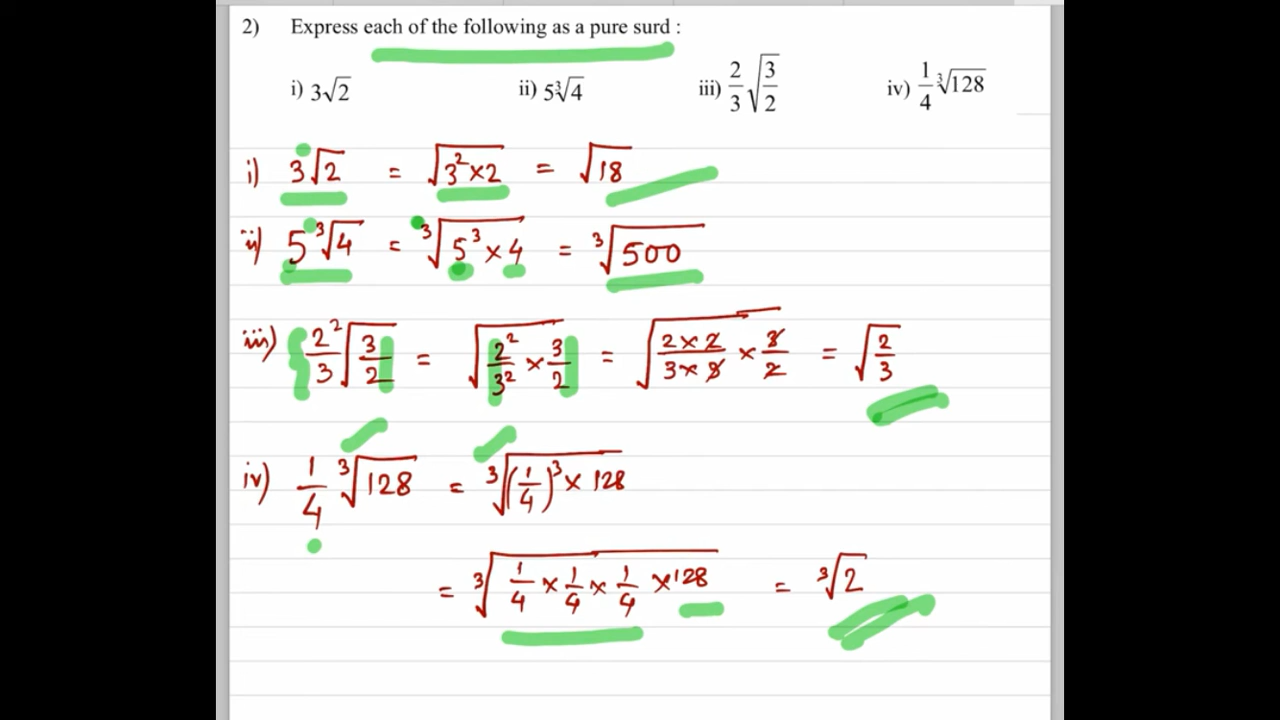 2) Express each of the following as a pure surd :
i) 3√2 ii) 5∛4 iii) 2/3 √(3/2) iv) 1/4 ∛128
i) 3√2 = √(3² × 2) = √18
ii) 5 ∛4 = ∛(5³ × 4) = ∛500
iii) 2²/3 √(3/2) = √(2²/3² × 3/2) = √((2 × 2)/(3 × 3) × 3/2) = √(2/3)
iv) 1/4 ∛128 = ∛((1/4)³ × 128)
= ∛(1/4 × 1/4 × 1/4 × 128) = ∛2